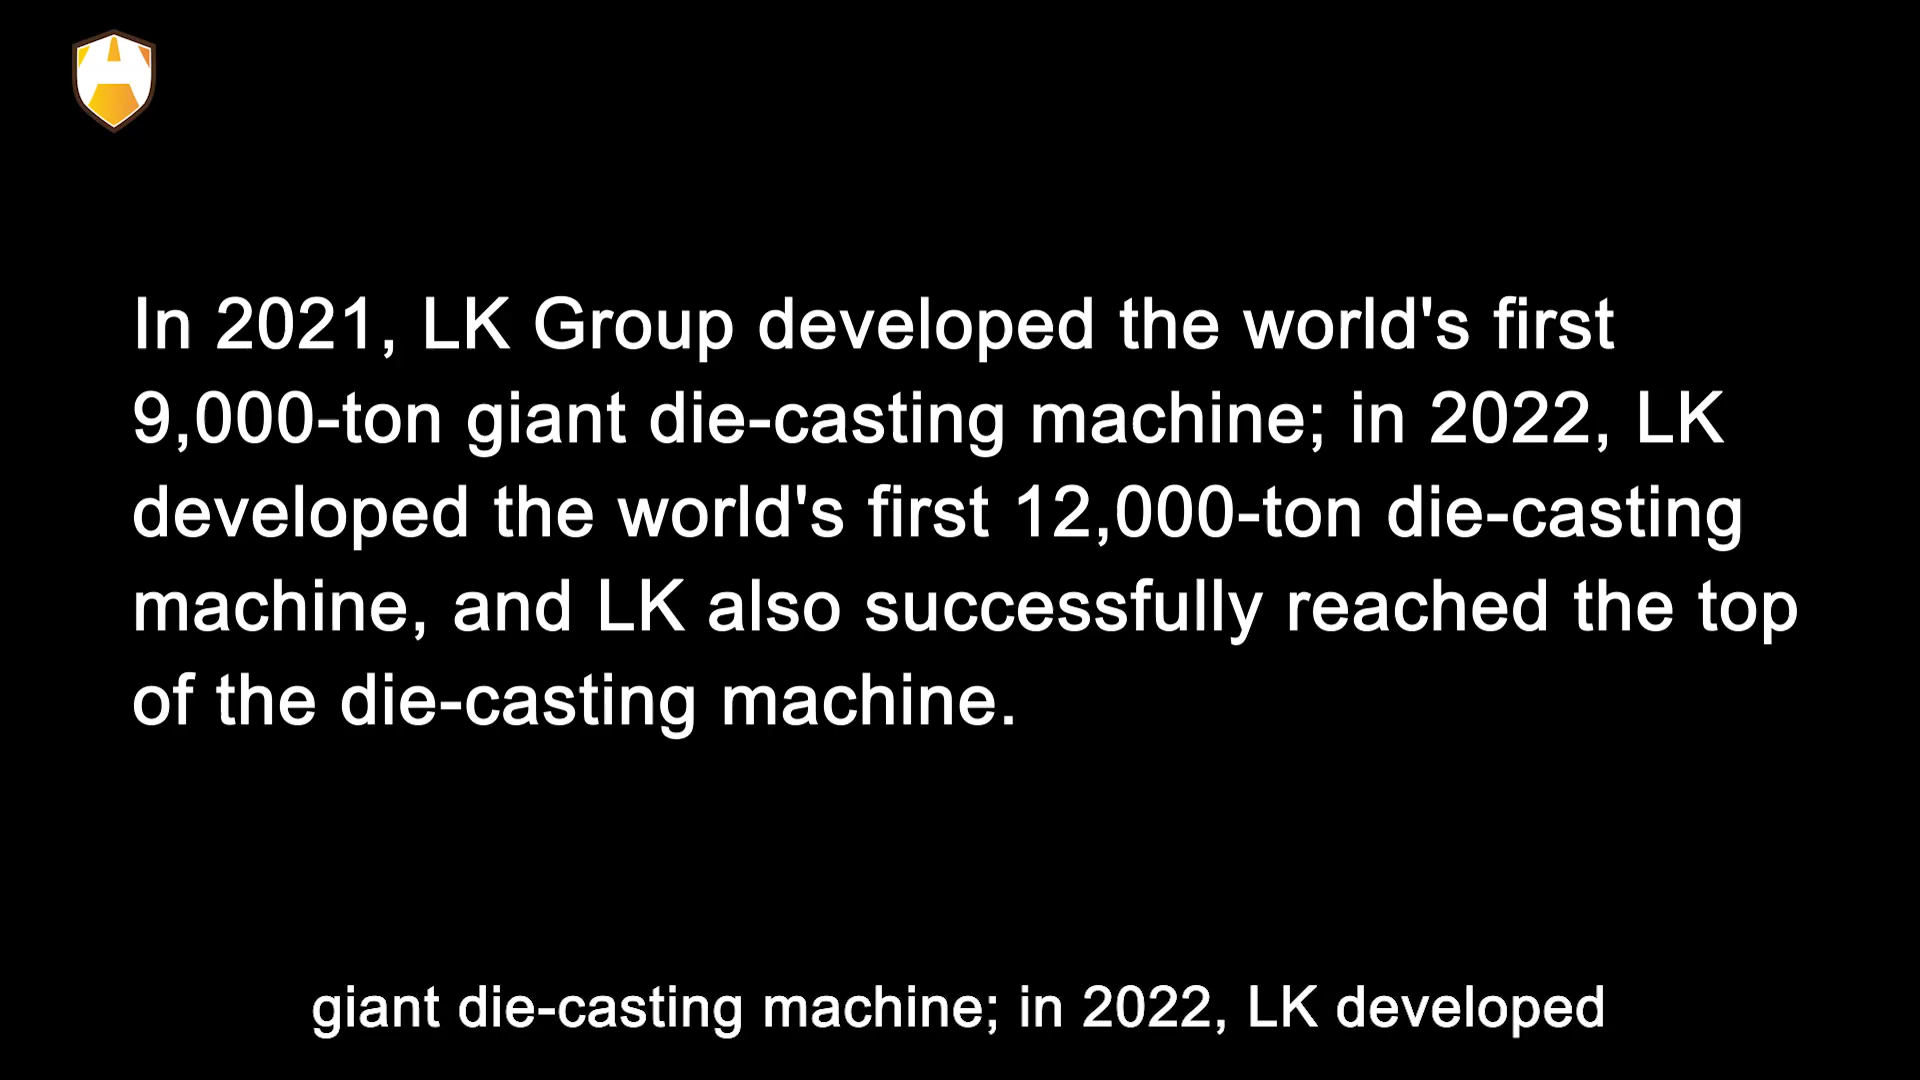 In 2021, LK Group developed the world's first
9,000-ton giant die-casting machine; in 2022, LK
developed the world's first 12,000-ton die-casting
machine, and LK also successfully reached the top
of the die-casting machine.
giant die-casting machine; in 2022, LK developed